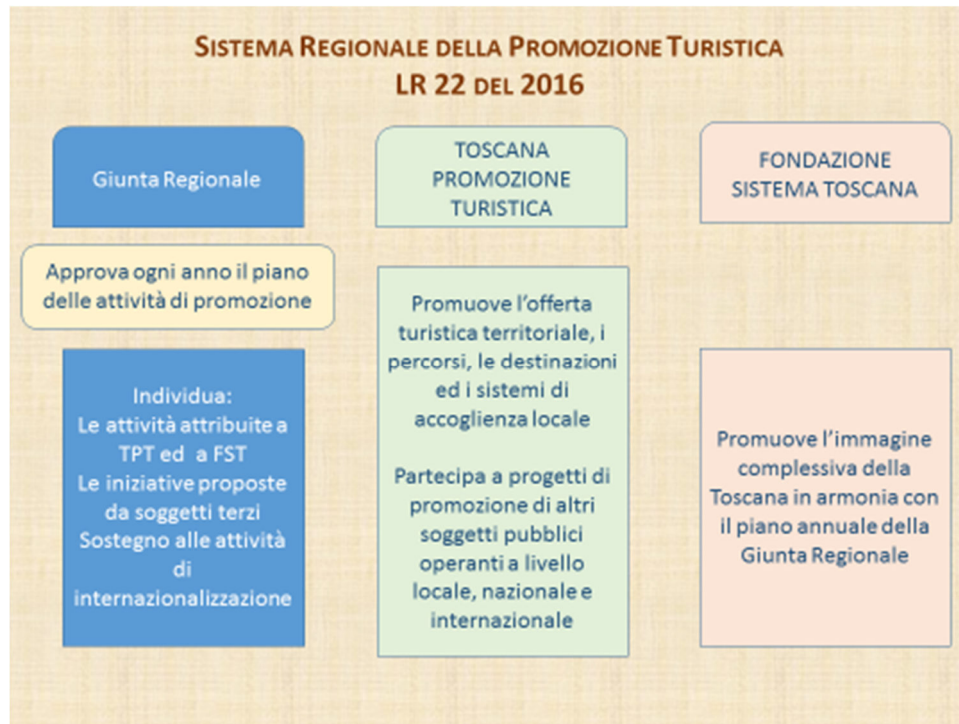 SISTEMA REGIONALE DELLA PROMOZIONE TURISTICA
LR 22 DEL 2016
Giunta Regionale
Approva ogni anno il piano
delle attività di promozione
Individua:
Le attività attribuite a
TPT ed a FST
Le iniziative proposte
da soggetti terzi
Sostegno alle attività
di
internazionalizzazione
TOSCANA
PROMOZIONE
TURISTICA
Promuove l'offerta
turistica territoriale, i
percorsi, le destinazioni
ed i sistemi di
accoglienza locale
Partecipa a progetti di
promozione di altri
soggetti pubblici
operanti a livello
locale, nazionale e
internazionale
FONDAZIONE
SISTEMA TOSCANA
Promuove l'immagine
complessiva della
Toscana in armonia con
il piano annuale della
Giunta Regionale